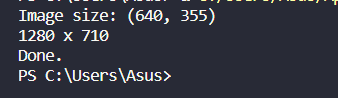 Image size: (640, 355)
1280 x 710
Done.
PS C:\Users\Asus>